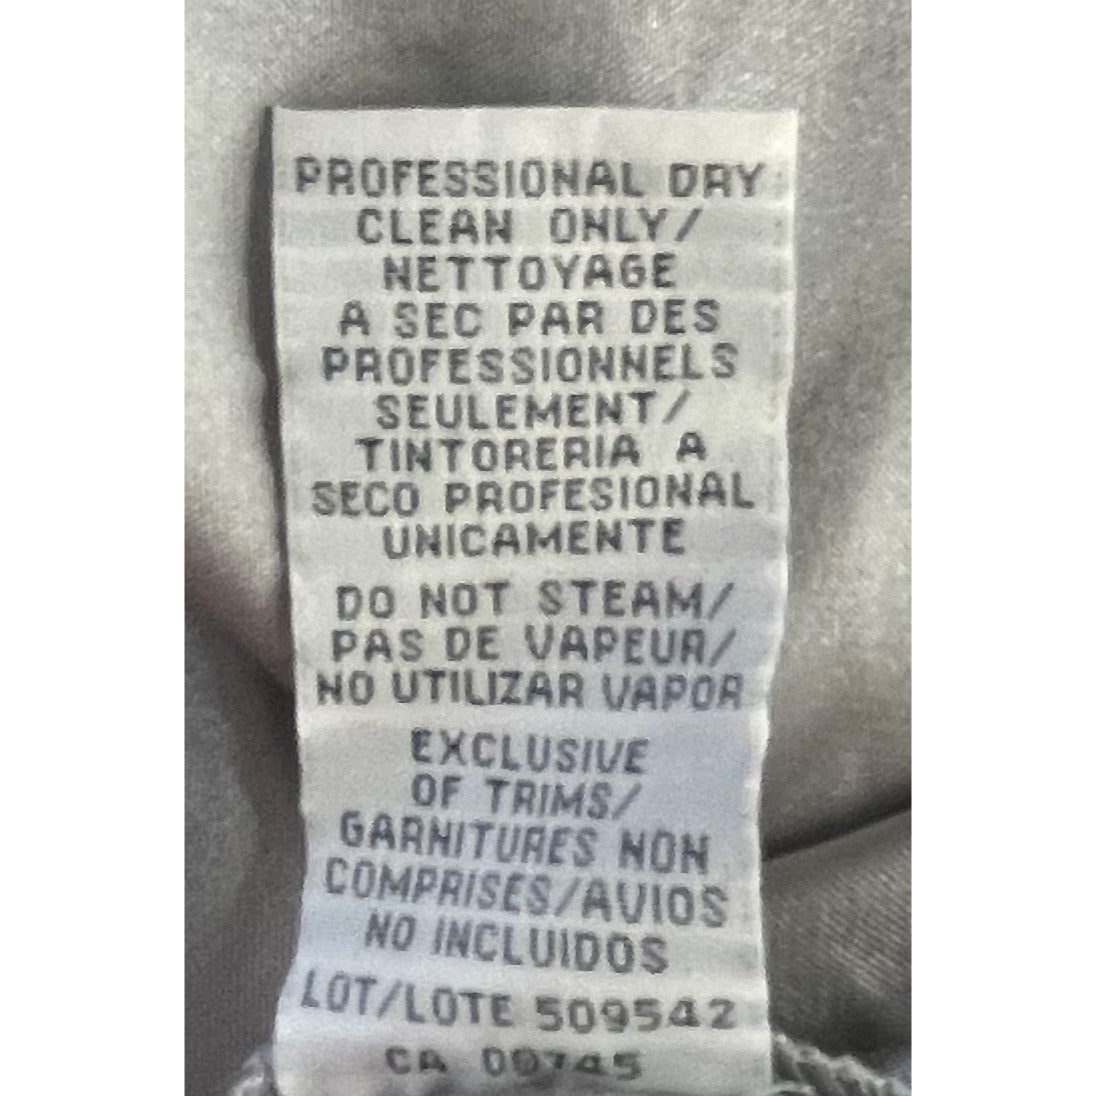 PROFESSIONAL DRY
CLEAN ONLY/
NETTOYAGE
A SEC PAR DES
PROFESSIONNELS
SEULEMENT/
TINTORERIA A
SECO PROFESIONAL
UNICAMENTE
DO NOT STEAM/
PAS DE VAPEUR/
NO UTILIZAR VAPOR
EXCLUSIVE
OF TRIMS/
GARNITURES NON
COMPRISES/AVIOS
NO INCLUIDOS
LOT/LOTE 509542
CA 09745